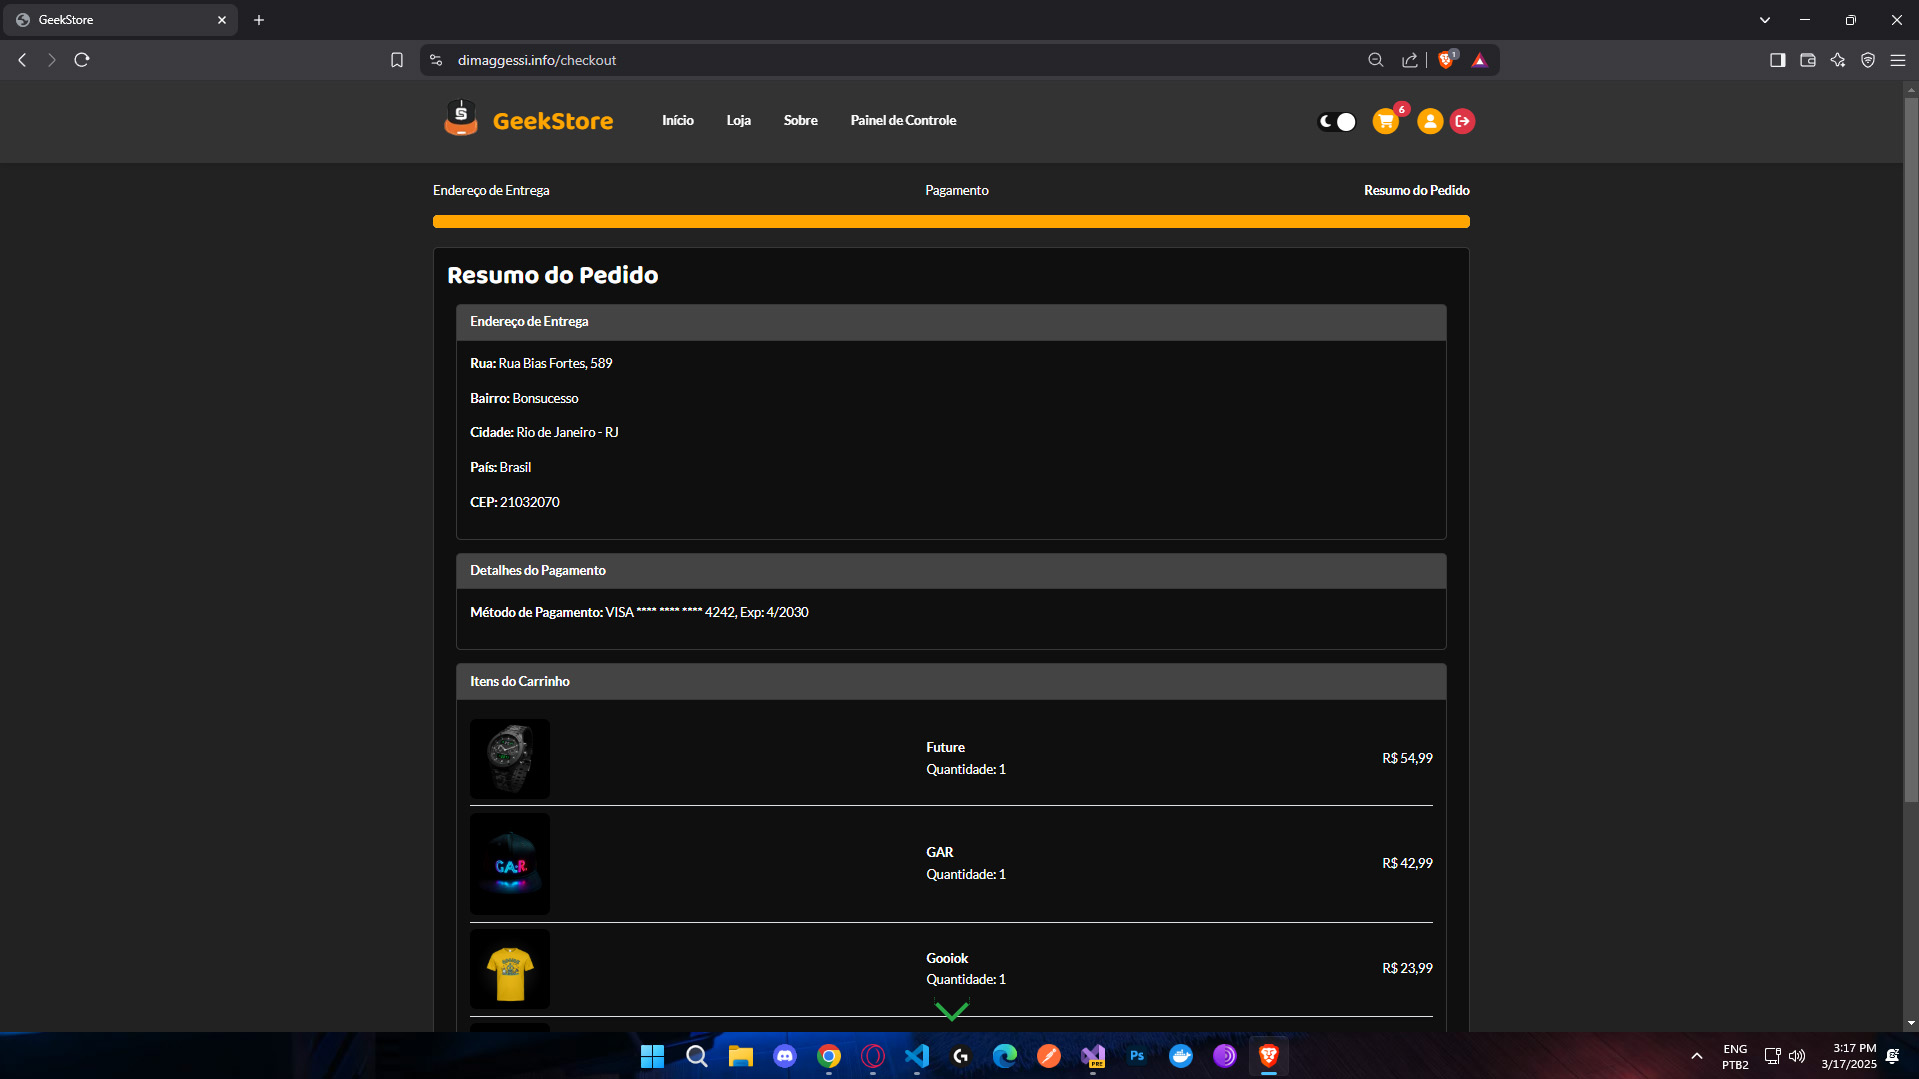 GeekStore
dimaggessi.info/checkout
1
GeekStore
Início
Loja
Sobre
Painel de Controle
6
Endereço de Entrega
Pagamento
Resumo do Pedido
Resumo do Pedido
Endereço de Entrega
Rua: Rua Bias Fortes, 589
Bairro: Bonsucesso
Cidade: Rio de Janeiro - RJ
País: Brasil
CEP: 21032070
Detalhes do Pagamento
Método de Pagamento: VISA **** **** **** 4242, Exp: 4/2030
Itens do Carrinho
Future
Quantidade: 1
R$ 54,99
GAR
GAR
Quantidade: 1
R$ 42,99
Gooiok
Quantidade: 1
R$ 23,99
PRE
Ps
ENG
PTB2
3:17 PM
3/17/2025